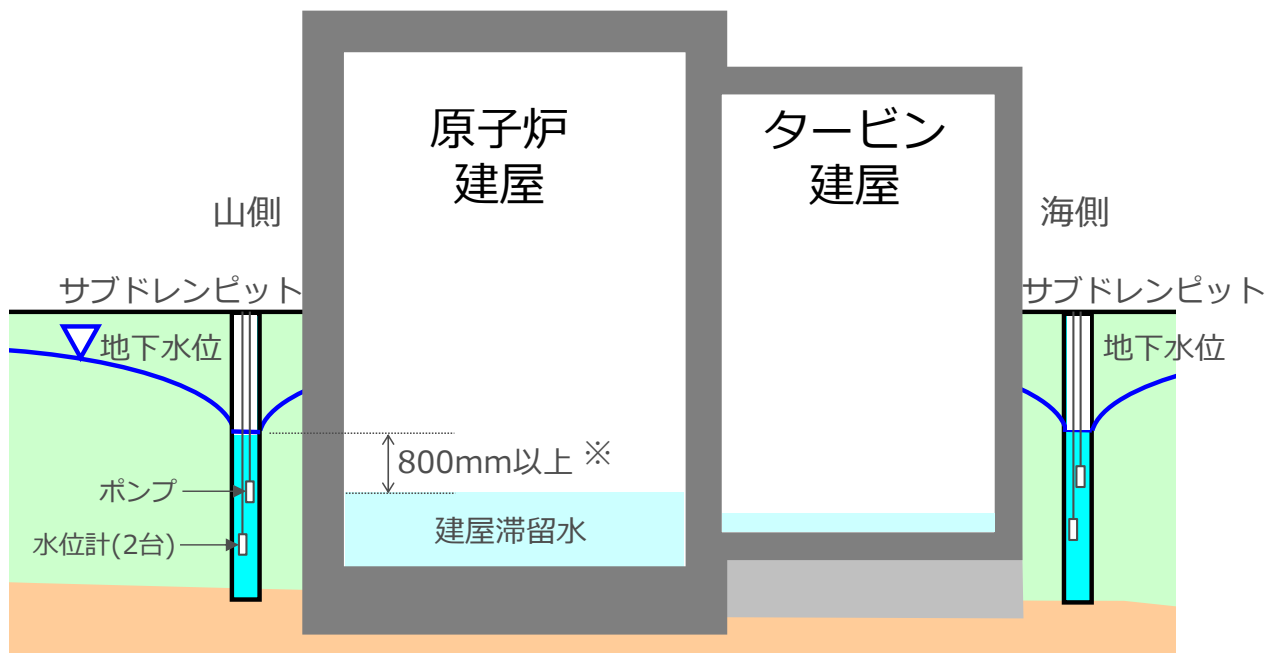 原子炉
建屋
タービン
建屋
山側
海側
サブドレンピット
サブドレンピット
地下水位
地下水位
800mm以上 ※
ポンプ
建屋滞留水
水位計(2台)